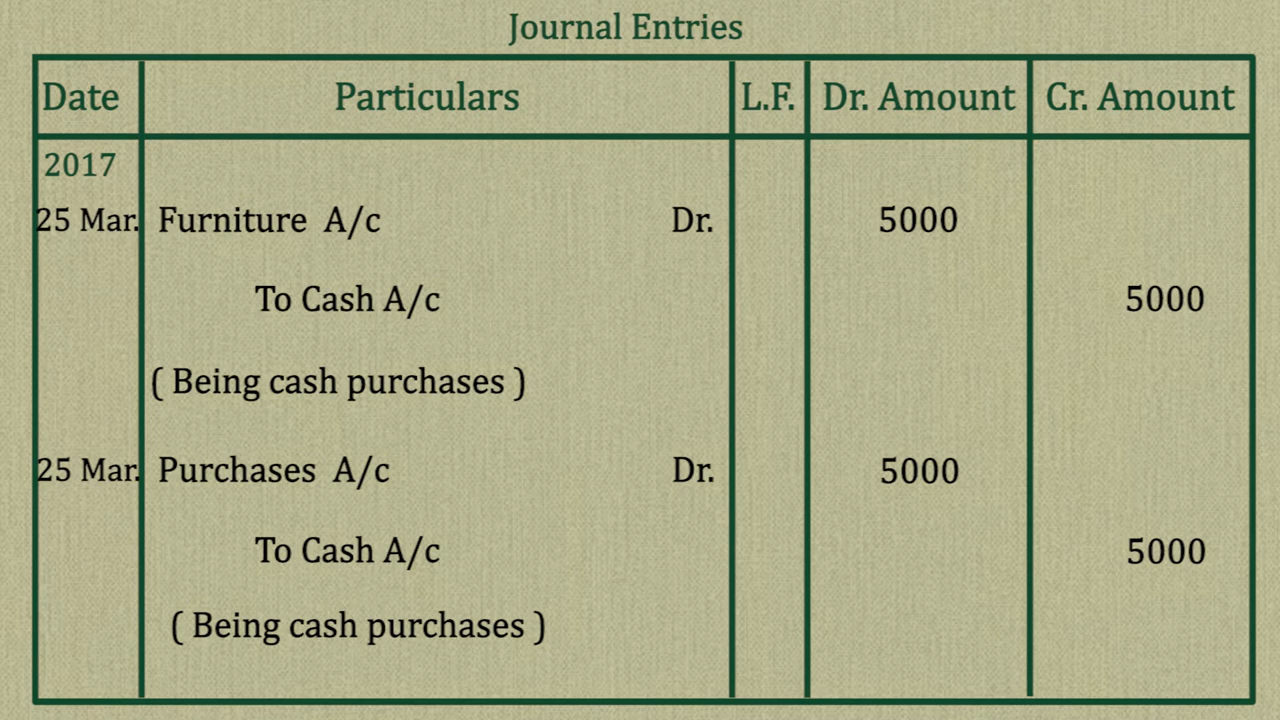 Journal Entries
Date Particulars L.F. Dr. Amount Cr. Amount
2017
25 Mar. Furniture A/c Dr. 5000
To Cash A/c 5000
( Being cash purchases )
25 Mar. Purchases A/c Dr. 5000
To Cash A/c 5000
( Being cash purchases )